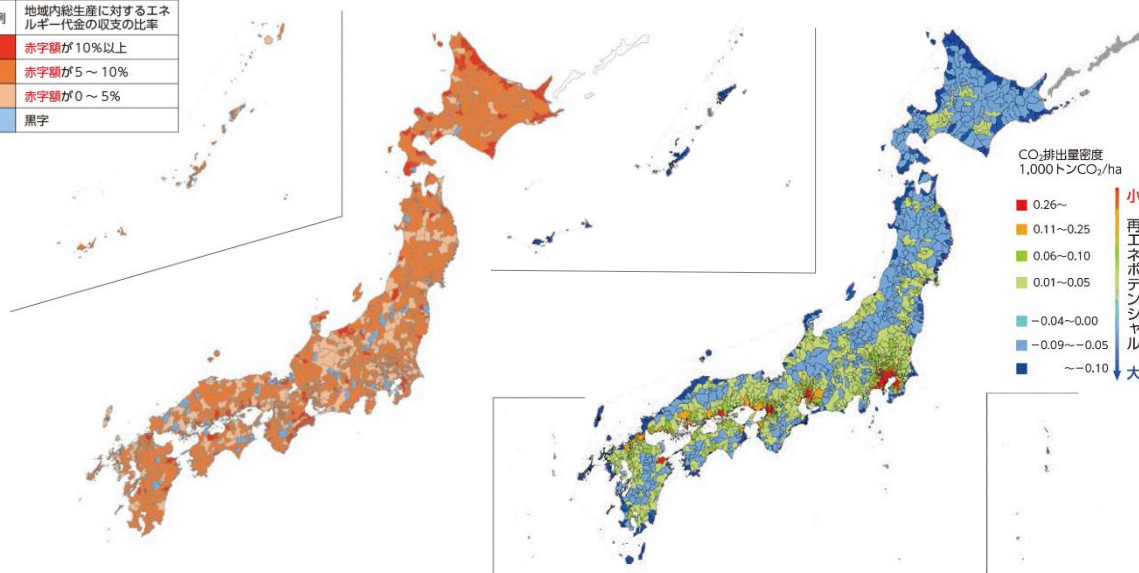 例
地域内総生産に対するエネ
ルギー代金の収支の比率
赤字額が10%以上
赤字額が5～10%
赤字額が0～5%
黒字
CO₂排出量密度
1,000トンCO₂/ha
0.26～
0.11～0.25
0.06～0.10
0.01～0.05
−0.04～0.00
−0.09～−0.05
～−0.10
小
再エネポテンシャル
大